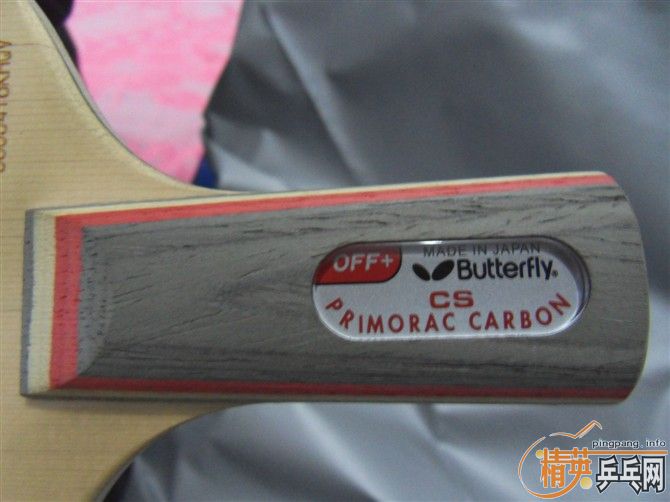 OFF+
MADE IN JAPAN
Butterfly®
CS
PRIMORAC CARBON
pingpang.info
精英乒乓网